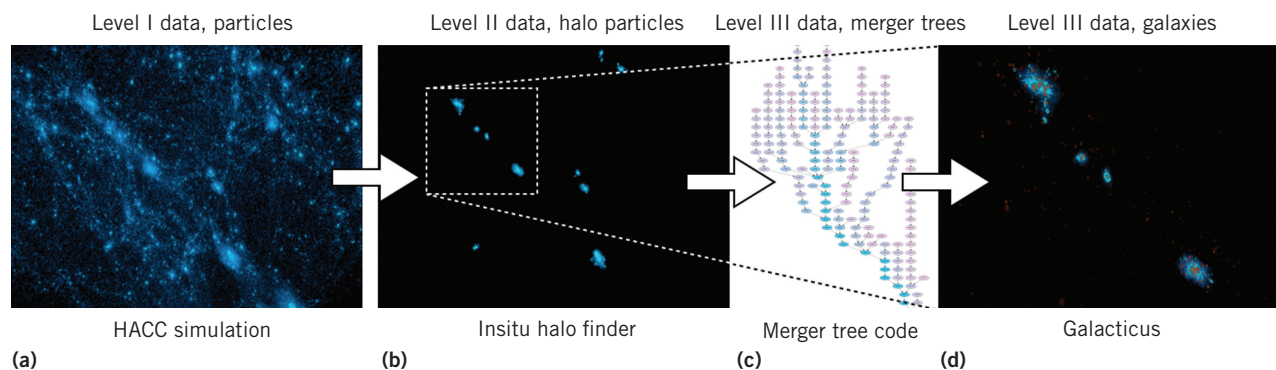 Level I data, particles
Level II data, halo particles
Level III data, merger trees
Level III data, galaxies
HACC simulation
Insitu halo finder
Merger tree code
Galacticus
(a)
(b)
(c)
(d)